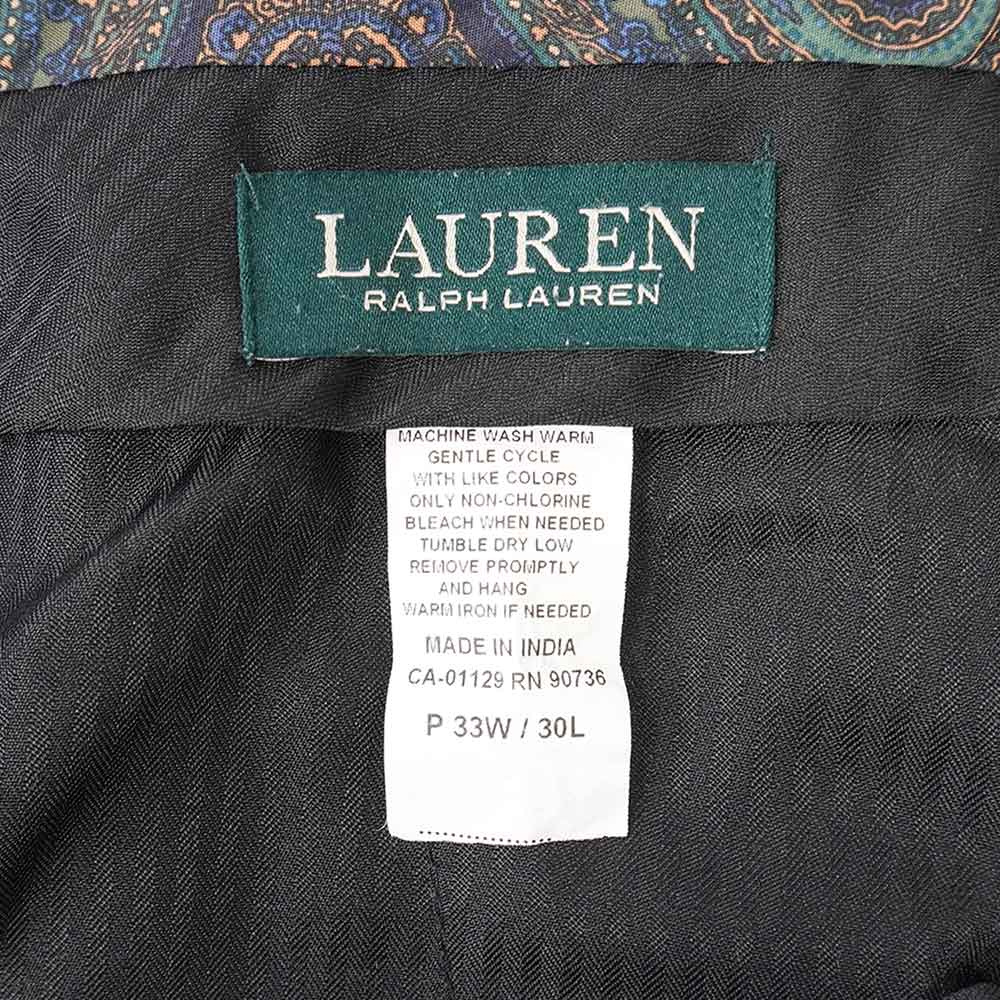 LAUREN
RALPH LAUREN
MACHINE WASH WARM
GENTLE CYCLE
WITH LIKE COLORS
ONLY NON-CHLORINE
BLEACH WHEN NEEDED
TUMBLE DRY LOW
REMOVE PROMPTLY
AND HANG
WARM IRON IF NEEDED
MADE IN INDIA
CA-01129 RN 90736
P 33W / 30L